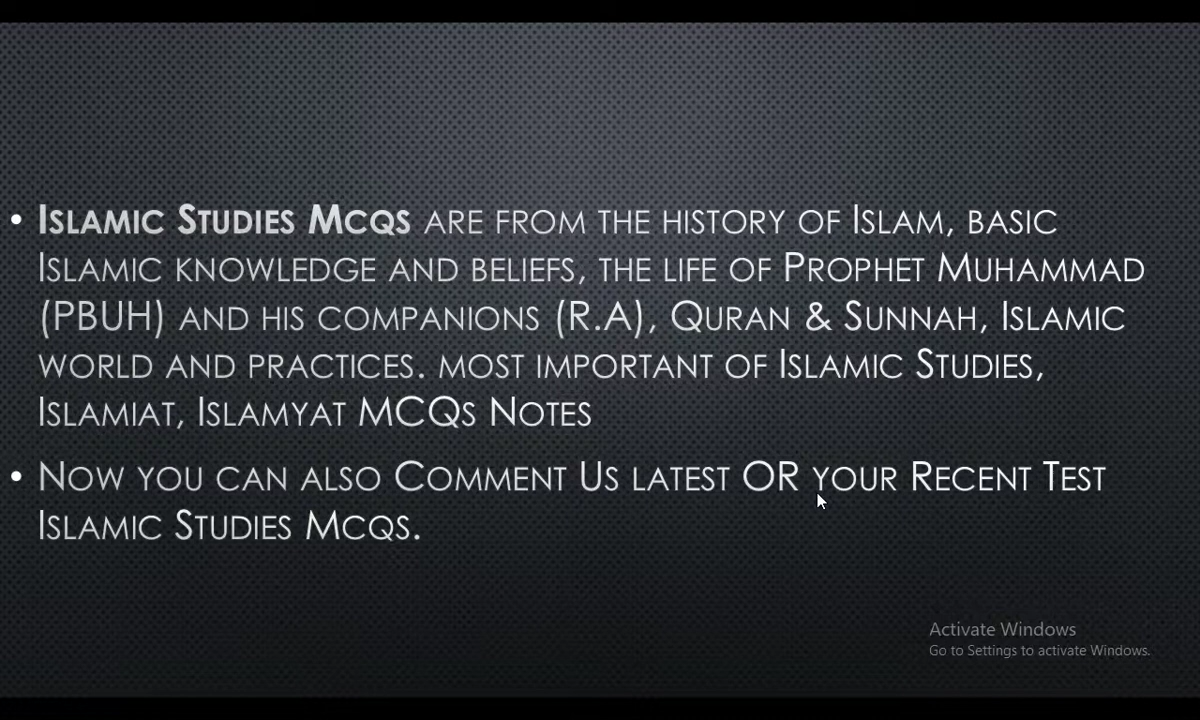 • Islamic Studies Mcqs are from the history of Islam, basic
Islamic knowledge and beliefs, the life of Prophet Muhammad
(PBUH) and his companions (R.A), Quran & Sunnah, Islamic
world and practices. most important of Islamic Studies,
Islamiat, Islamyat MCQs Notes
• Now you can also Comment Us latest OR your Recent Test
Islamic Studies Mcqs.
Activate Windows
Go to Settings to activate Windows.